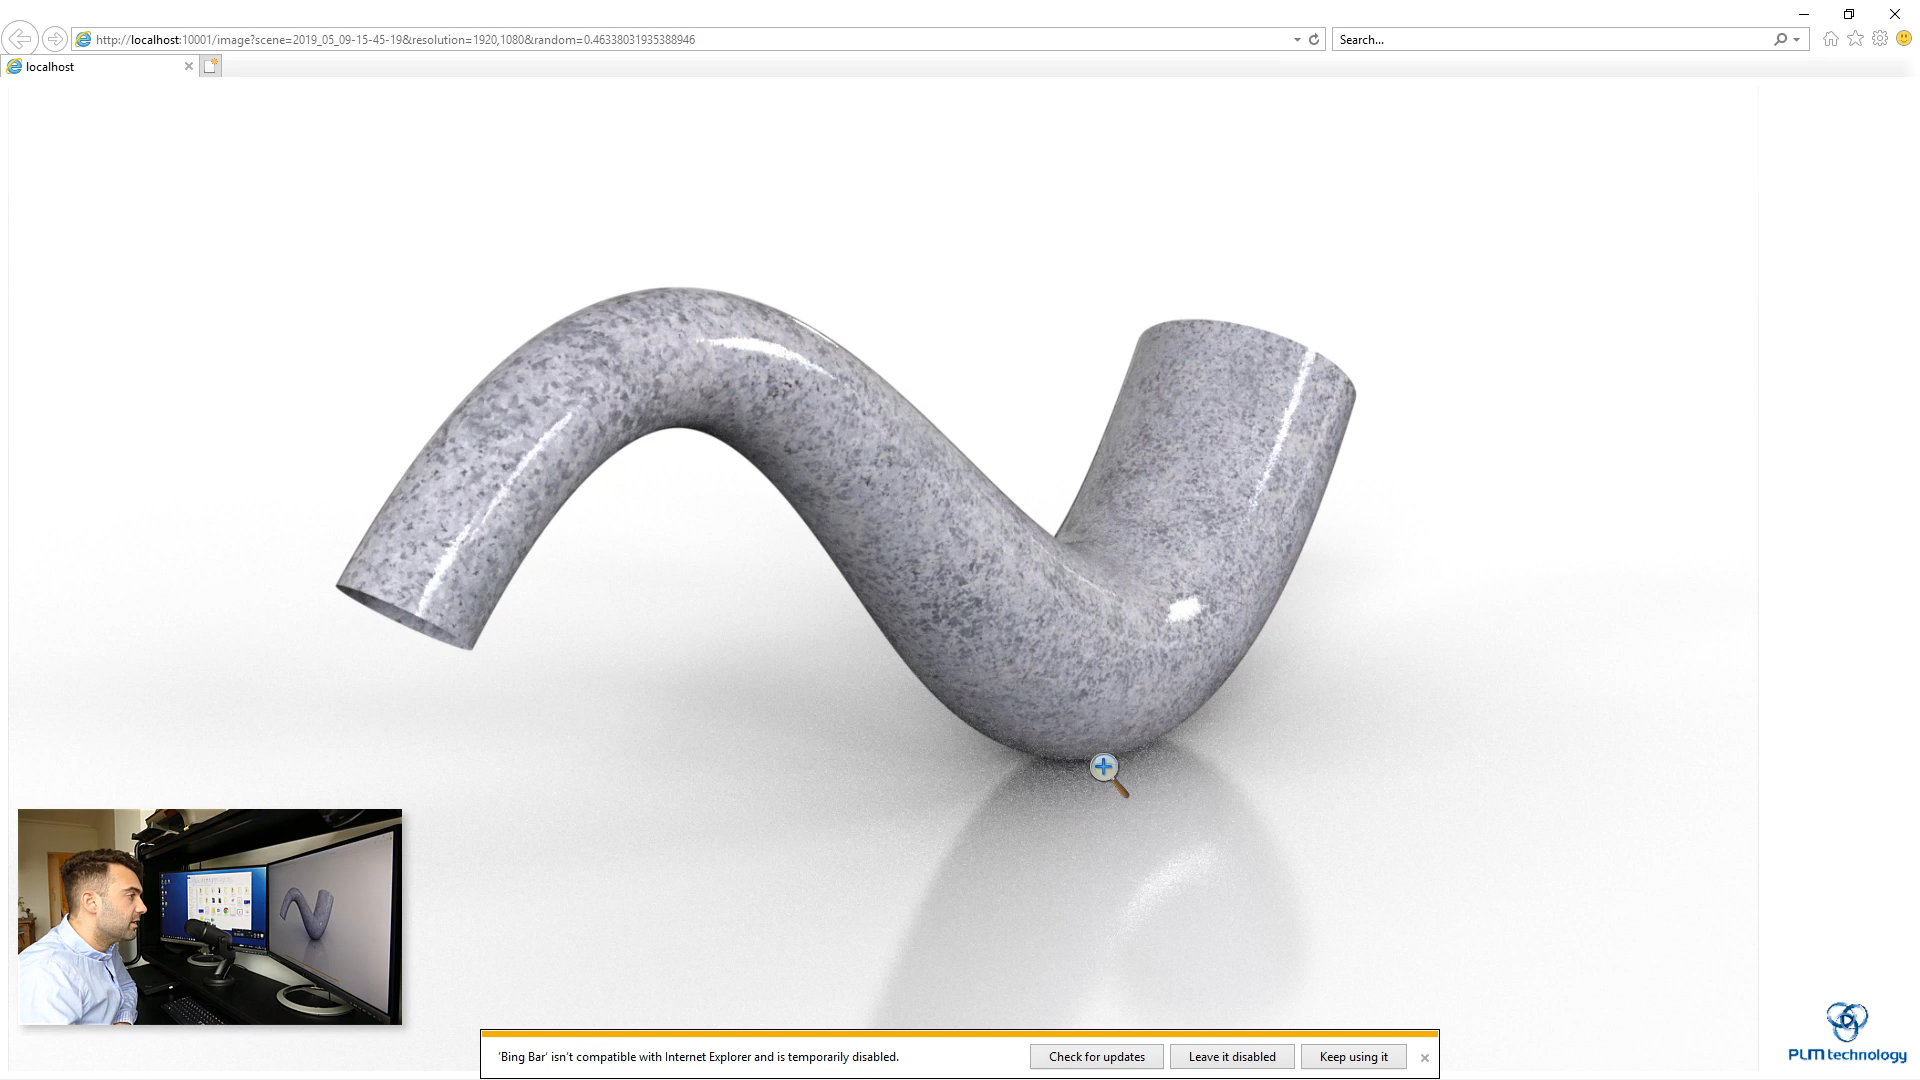 http://localhost:10001/image?scene=2019_05_09-15-45-19&resolution=1920,1080&random=0.46338031935388946
Search...
localhost
'Bing Bar' isn't compatible with Internet Explorer and is temporarily disabled.
Check for updates
Leave it disabled
Keep using it
PLM technology